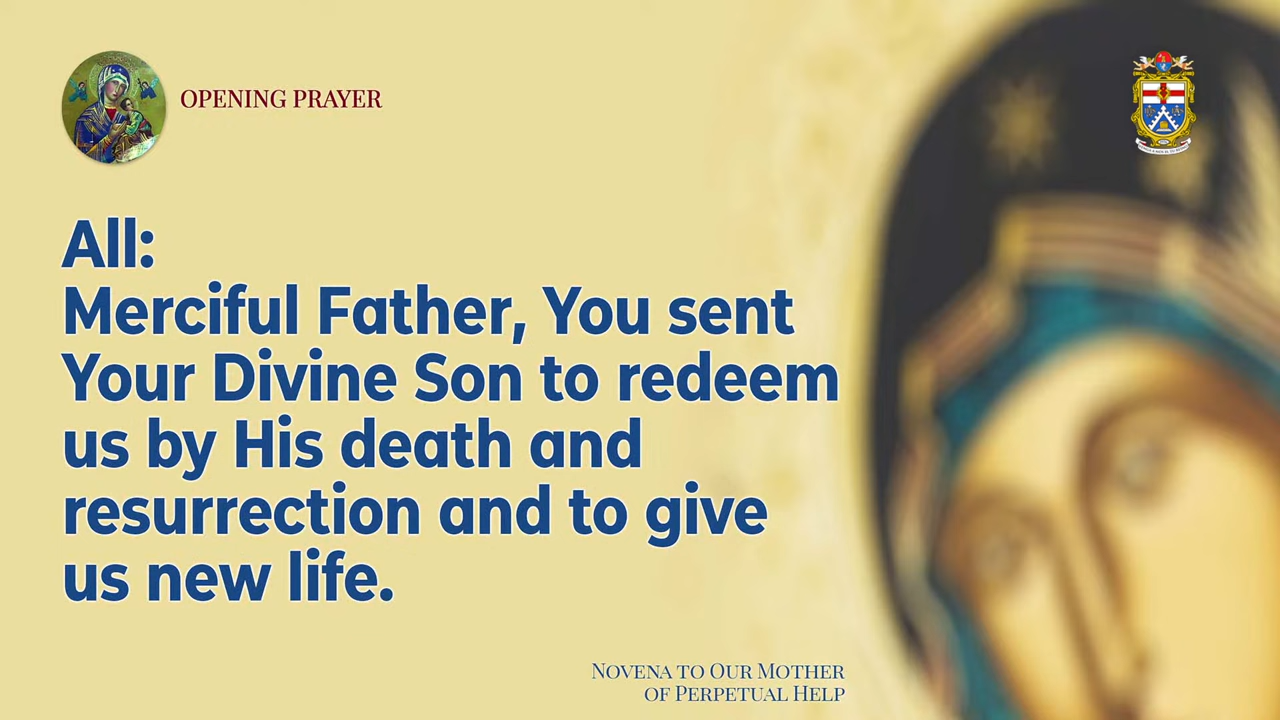 OPENING PRAYER
All:
Merciful Father, You sent
Your Divine Son to redeem
us by His death and
resurrection and to give
us new life.
NOVENA TO OUR MOTHER
OF PERPETUAL HELP